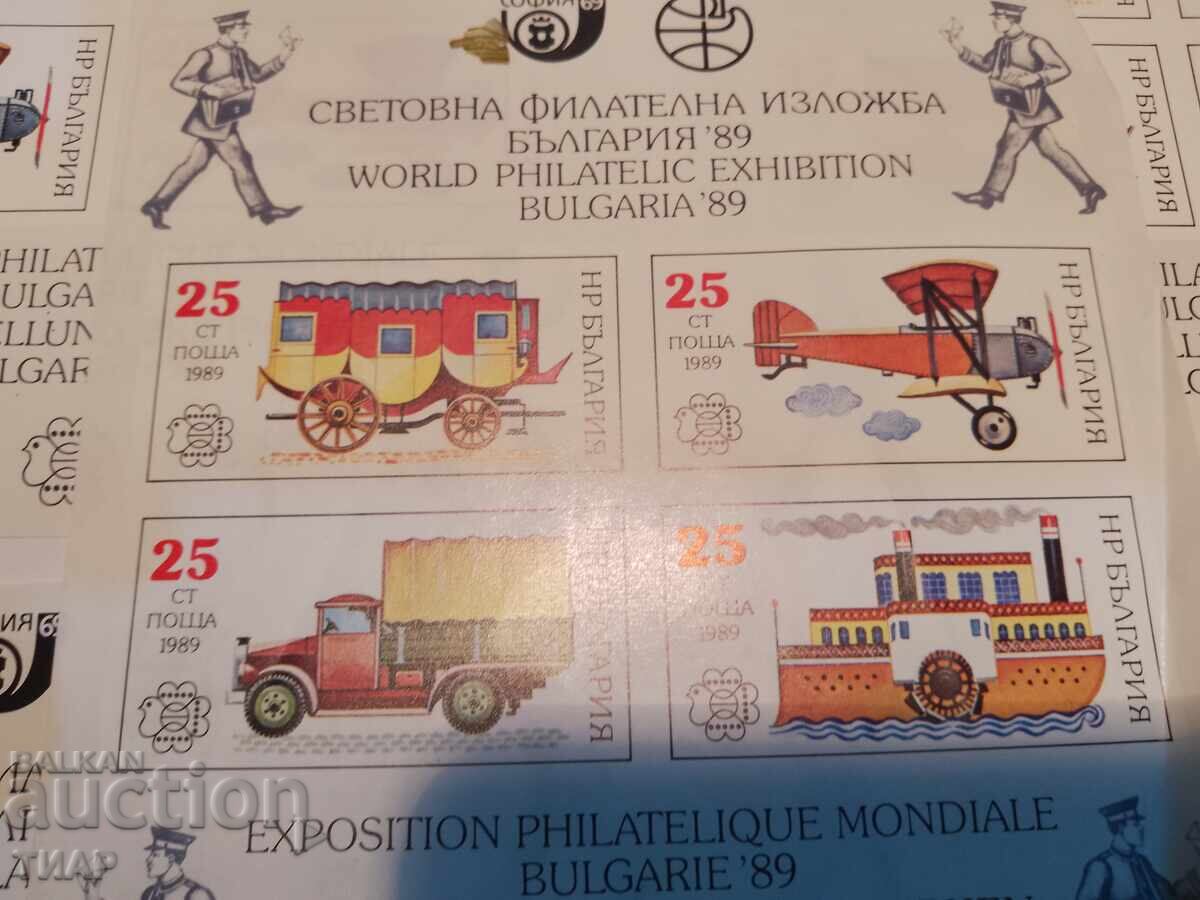 СОФИЯ 69
СВЕТОВНА ФИЛАТЕЛНА ИЗЛОЖБА
БЪЛГАРИЯ '89
WORLD PHILATELIC EXHIBITION
BULGARIA '89
25
СТ
ПОЩА
1989
НР БЪЛГАРИЯ
25
СТ
ПОЩА
1989
НР БЪЛГАРИЯ
25
СТ
ПОЩА
1989
25
ПОЩА
1989
НР БЪЛГАРИЯ
EXPOSITION PHILATELIQUE MONDIALE
BULGARIE '89
НР БЪЛГАРИЯ
НР БЪЛГАРИЯ
BALKAN
auction
ТИАР